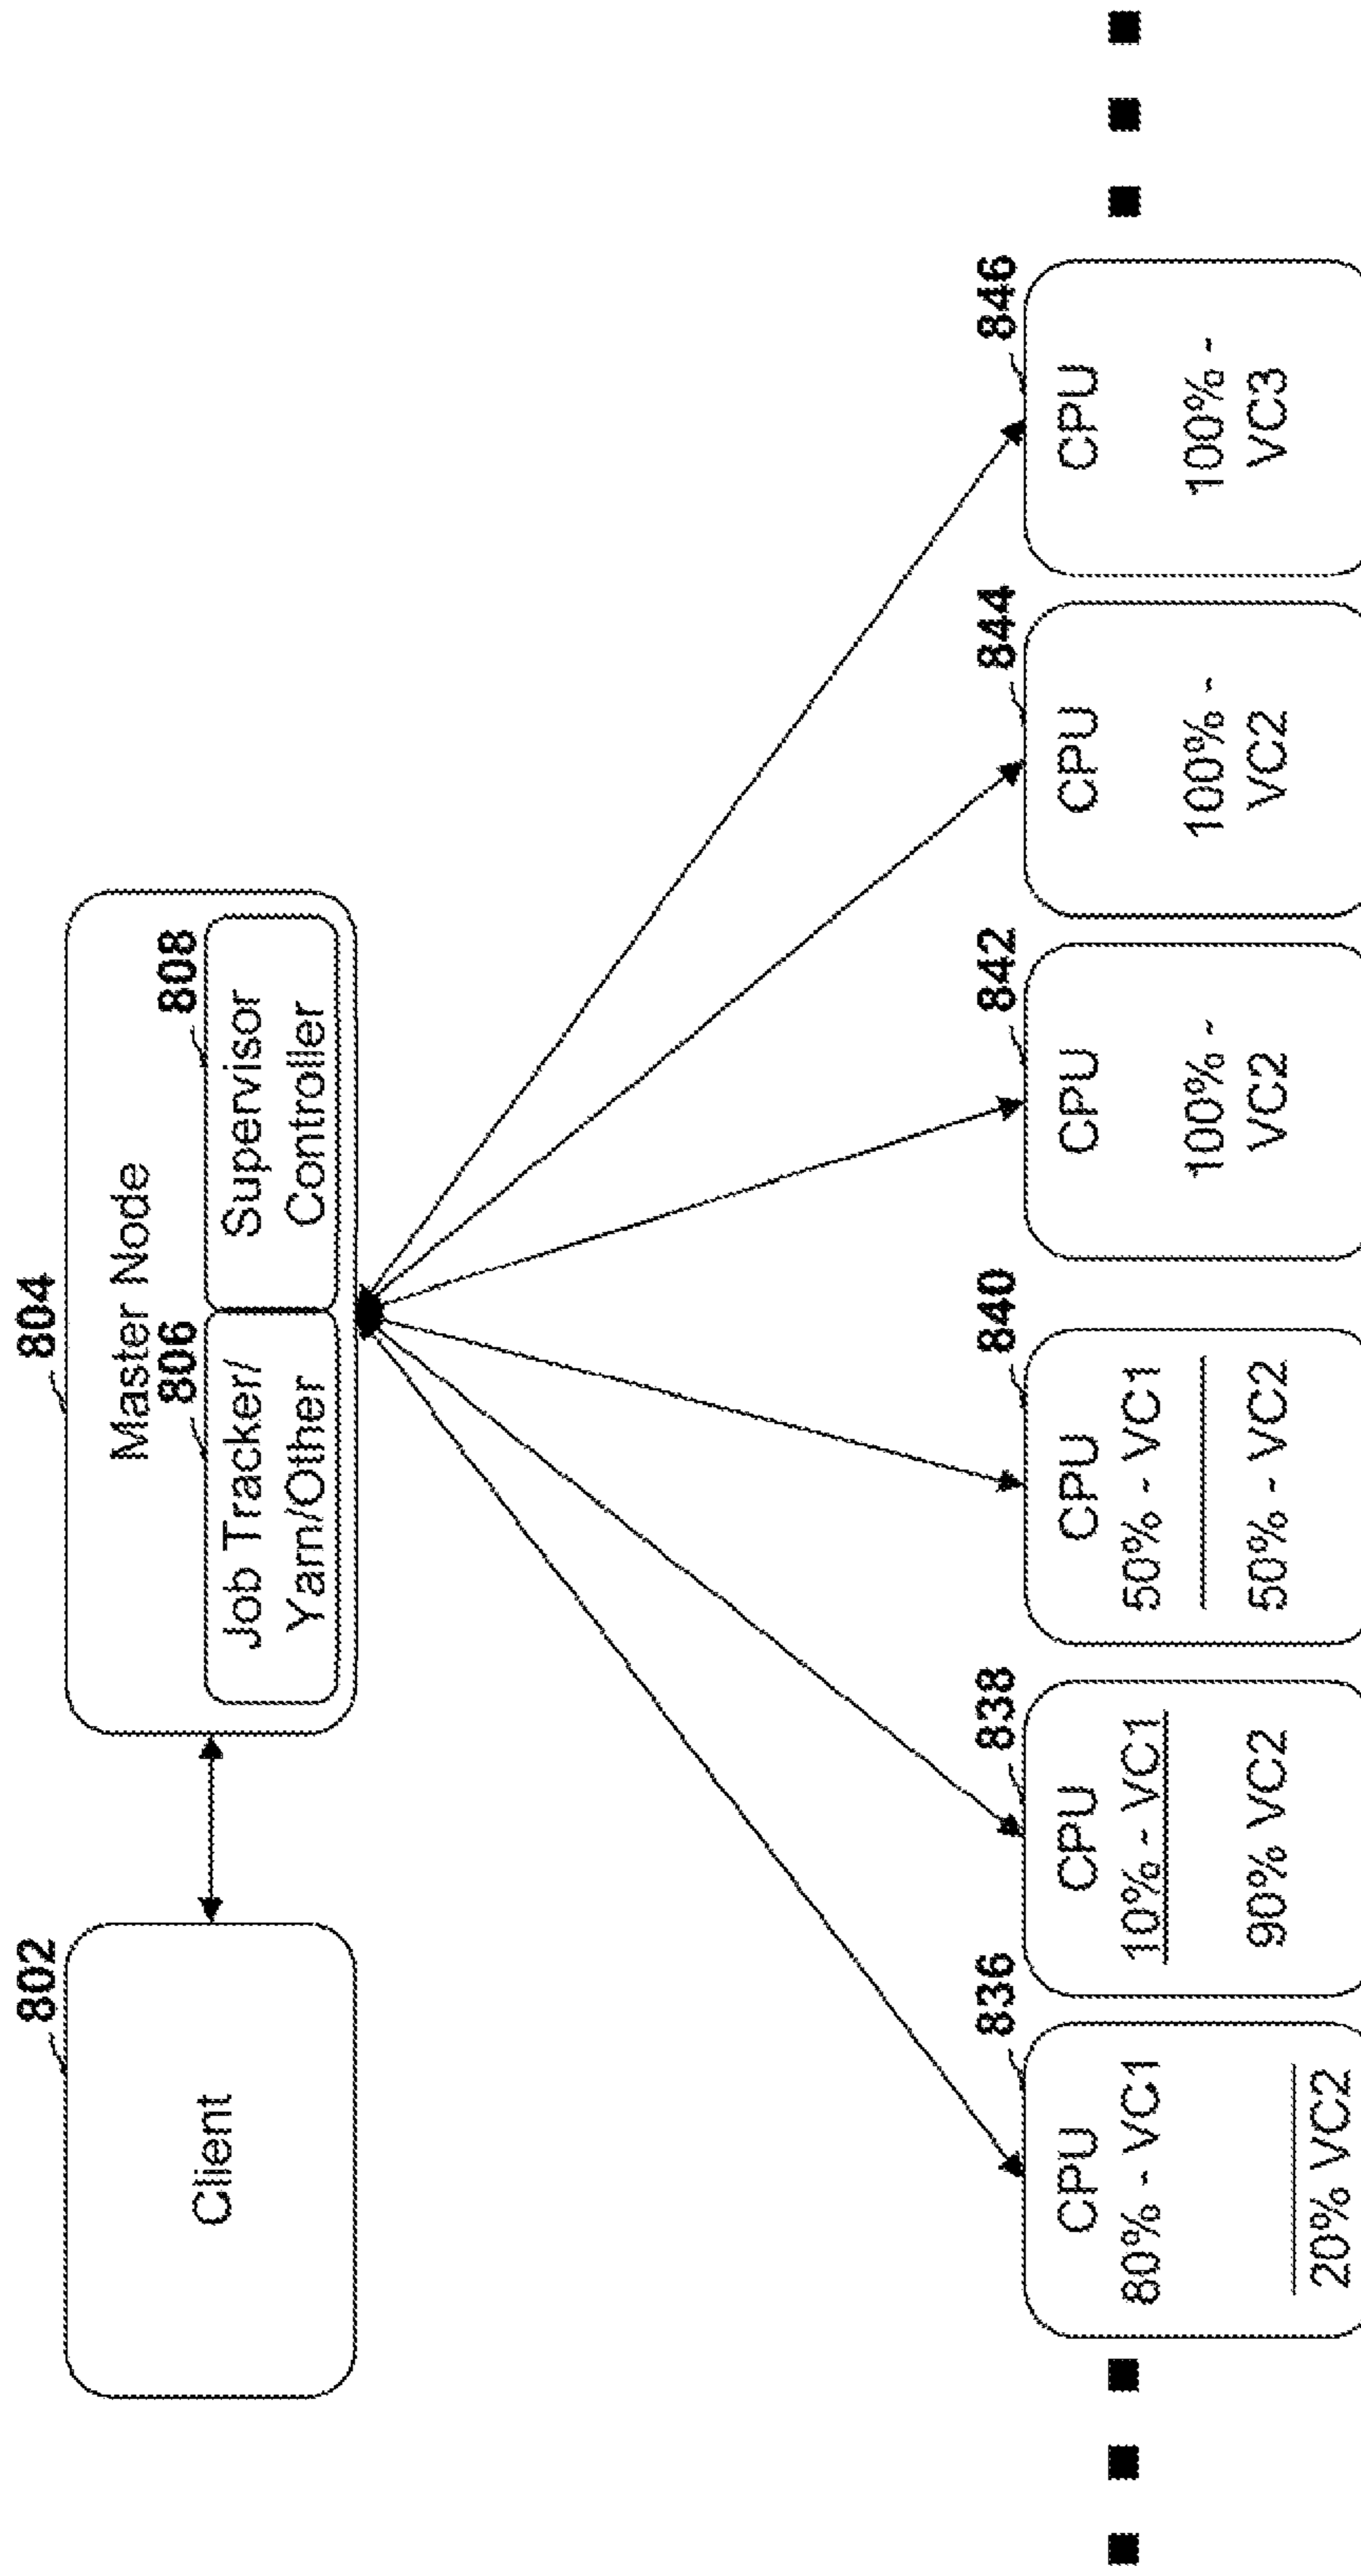 802
Client
804
Master Node
806
Job Tracker/
Yarn/Other
808
Supervisor
Controller
836
CPU
80% - VC1
20% VC2
838
CPU
10% - VC1
90% VC2
840
CPU
50% - VC1
50% - VC2
842
CPU
100% -
VC2
844
CPU
100% -
VC2
846
CPU
100% -
VC3